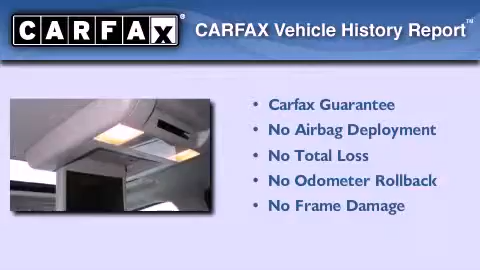 CARFAX® CARFAX Vehicle History Report™
• Carfax Guarantee
• No Airbag Deployment
• No Total Loss
• No Odometer Rollback
• No Frame Damage